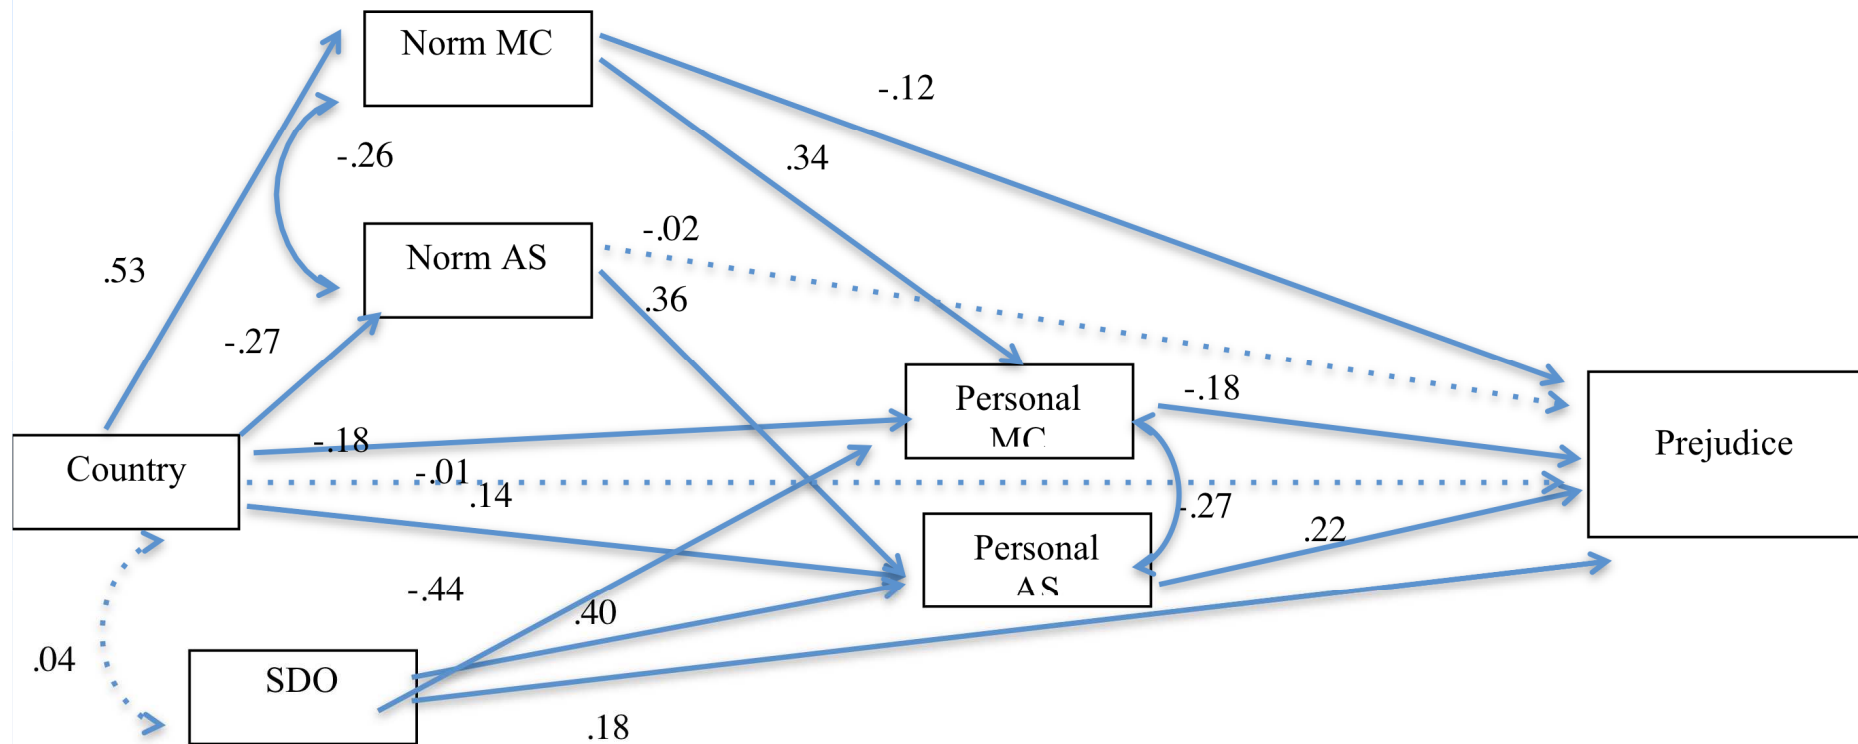 Norm MC
-.12
-.26
.34
-.02
Norm AS
.53
.36
-.27
-.18
Personal
MC
-.18
Prejudice
Country
-.01
.14
-.27
.22
Personal
AS
-.44
.40
.04
SDO
.18